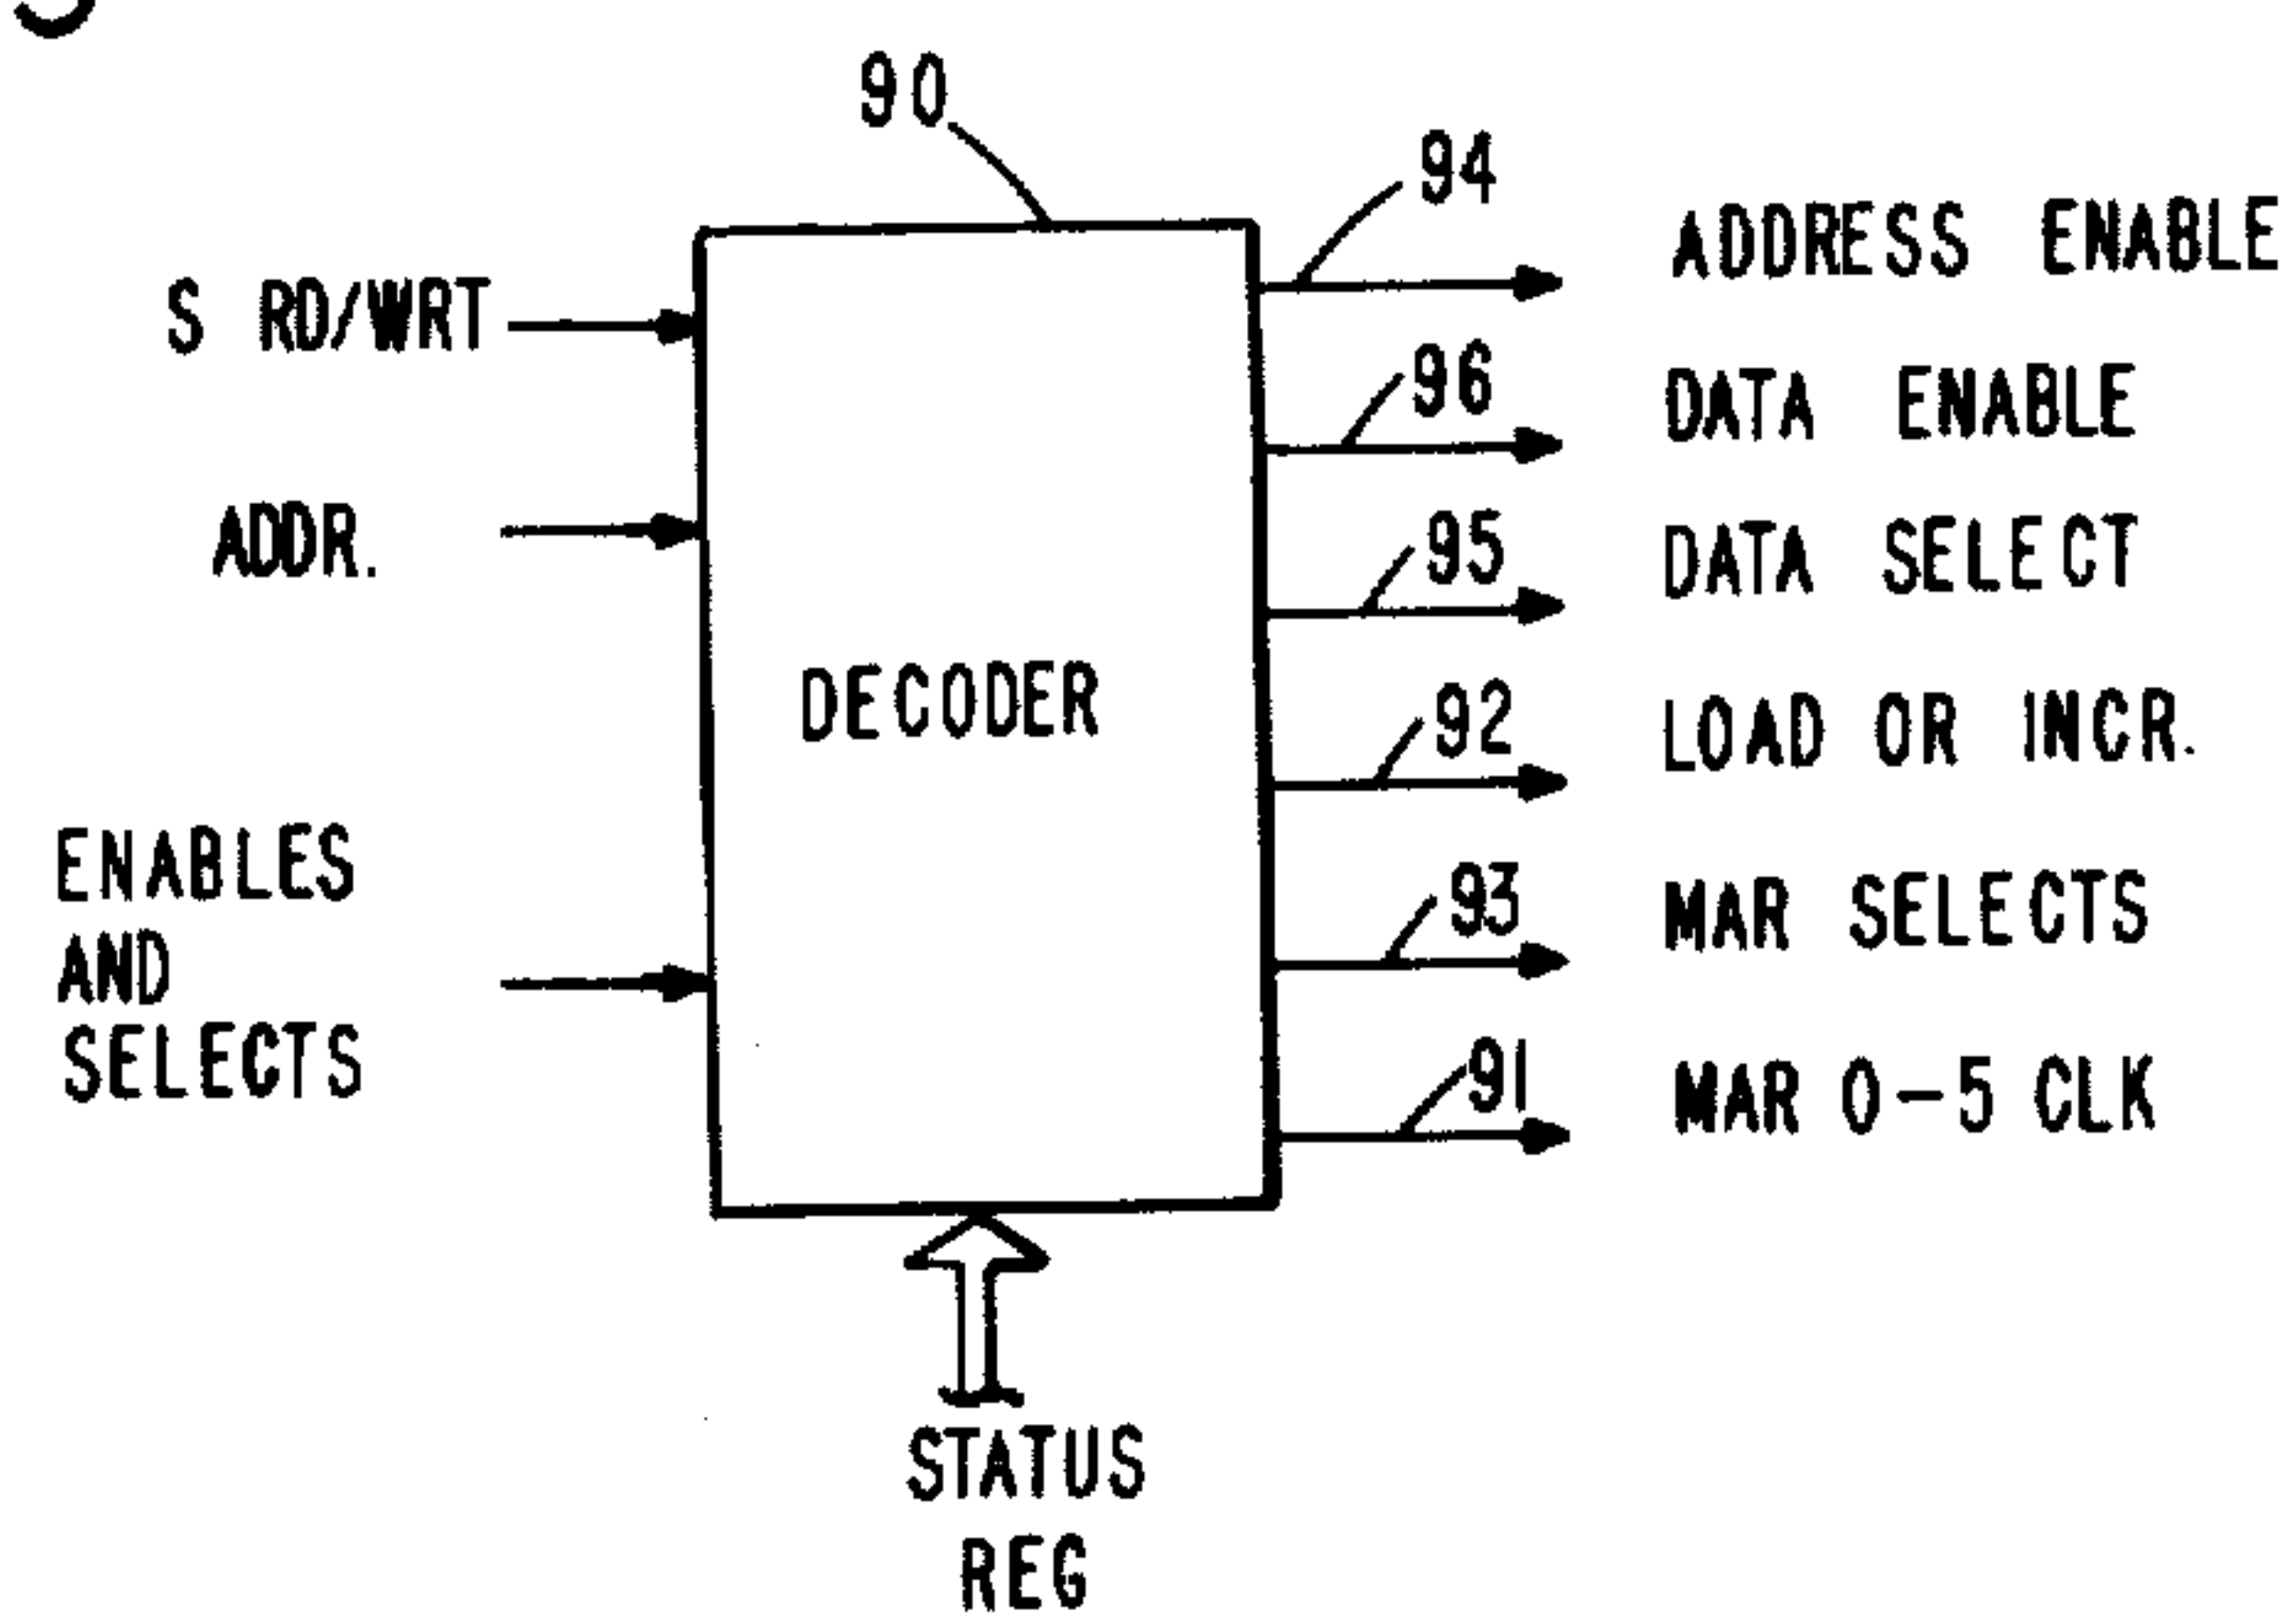 90
94
ADDRESS ENABLE
S RD/WRT
96
DATA ENABLE
ADDR.
95
DATA SELECT
DECODER
92
LOAD OR INCR.
ENABLES
AND
SELECTS
93
MAR SELECTS
91
MAR 0-5 CLK
STATUS
REG